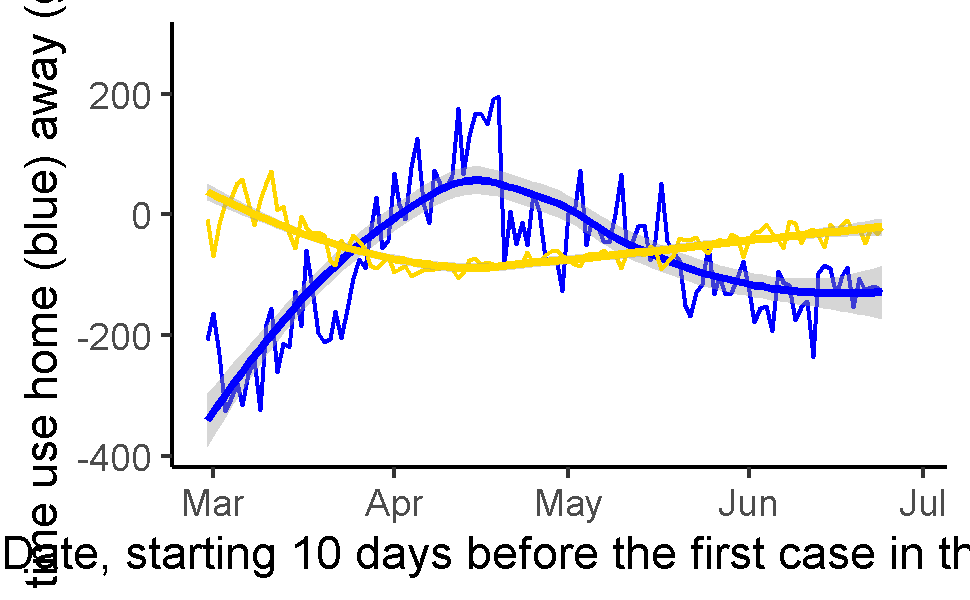 time use home (blue) away (
200
0
-200
-400
Mar Apr May Jun Jul
Date, starting 10 days before the first case in th